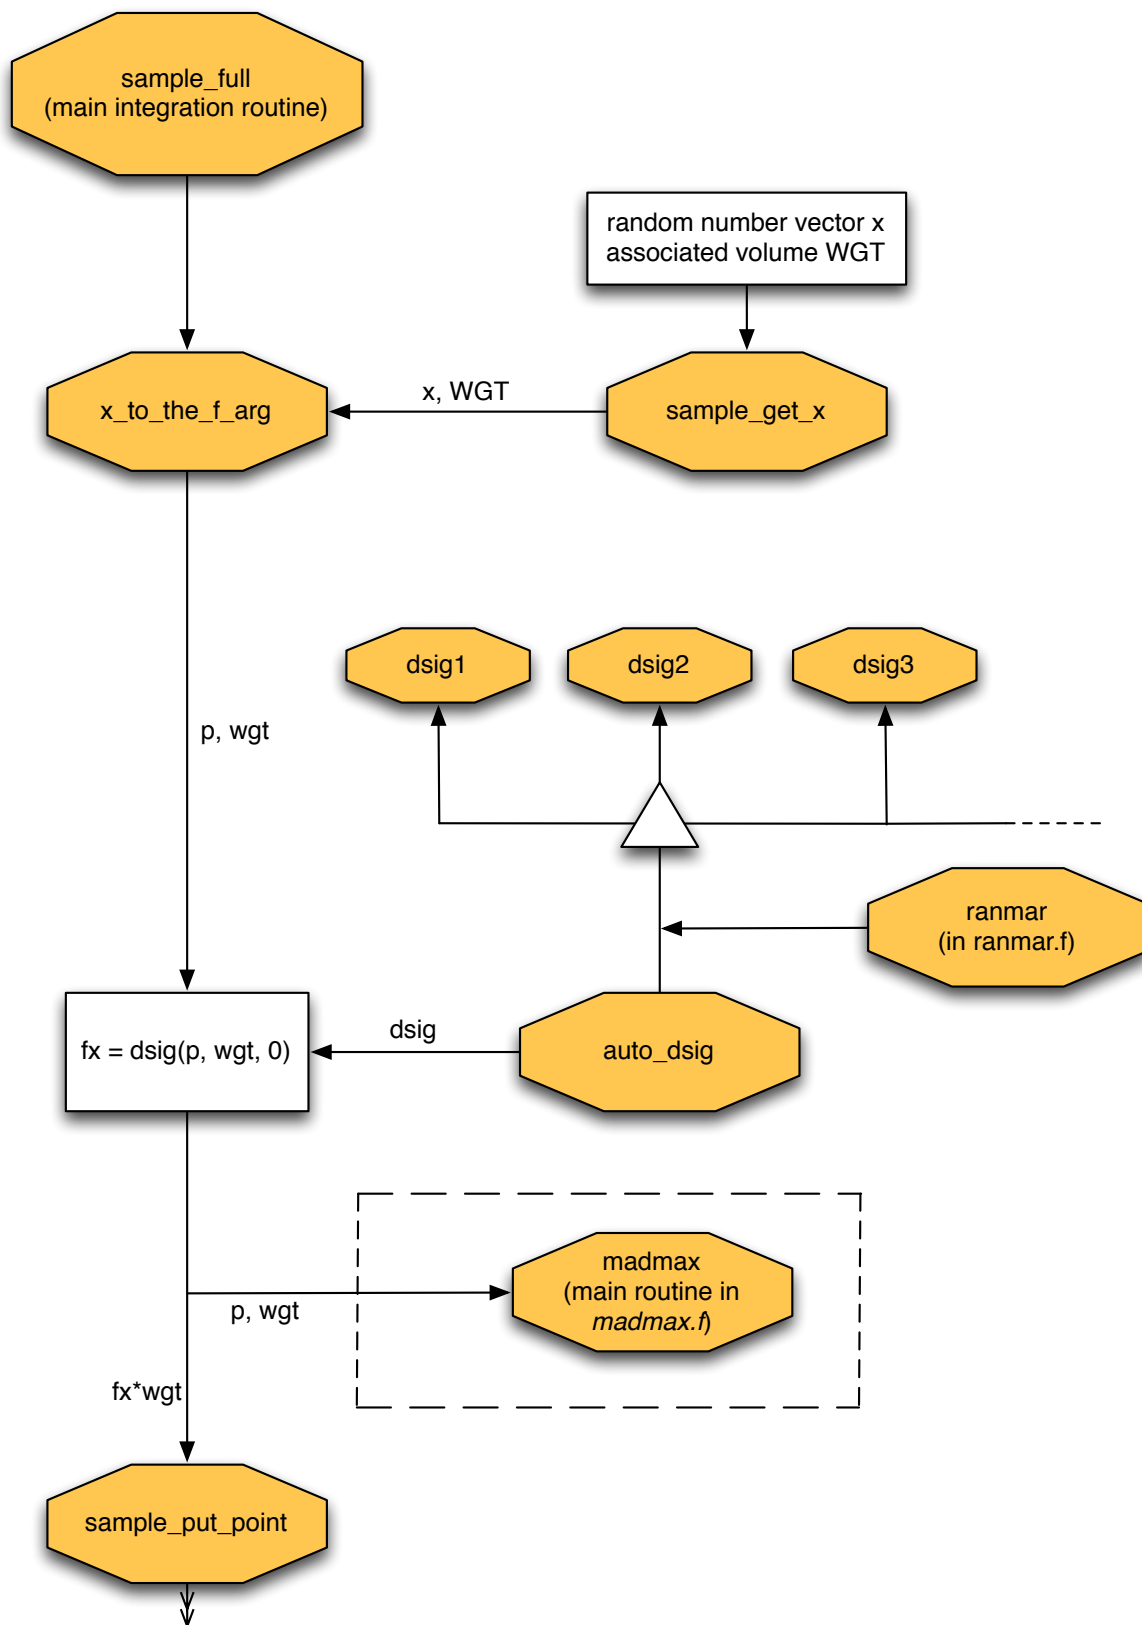 sample_full
(main integration routine)
random number vector x
associated volume WGT
x_to_the_f_arg
x, WGT
sample_get_x
dsig1
dsig2
dsig3
p, wgt
ranmar
(in ranmar.f)
fx = dsig(p, wgt, 0)
dsig
auto_dsig
madmax
(main routine in
madmax.f)
p, wgt
fx*wgt
sample_put_point